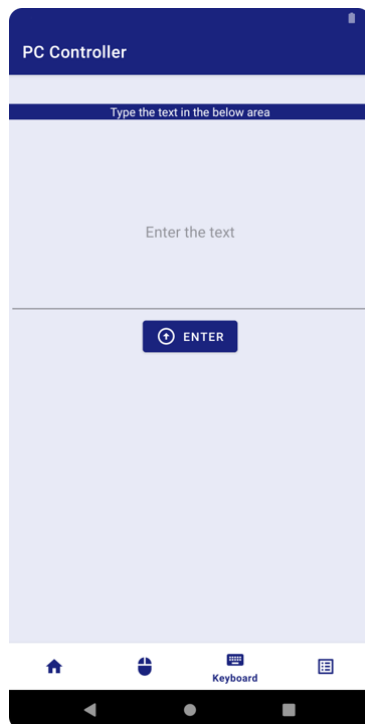 PC Controller
Type the text in the below area
Enter the text
ENTER
Keyboard